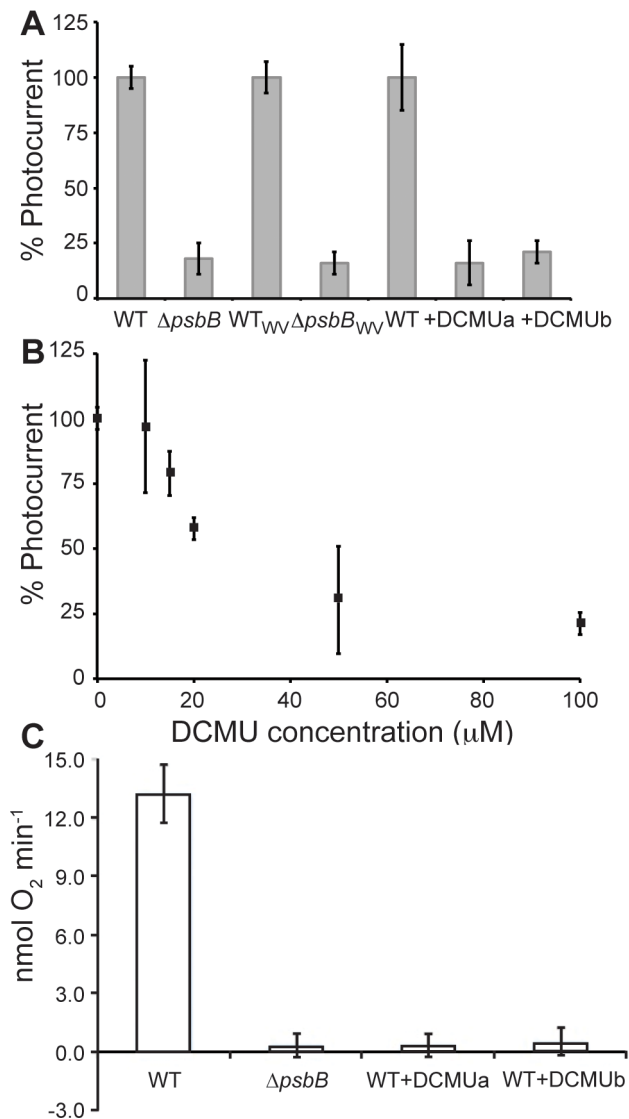 A
125
100
75
50
25
0
% Photocurrent
WT ΔpsbB WT_WV ΔpsbB_WV WT +DCMUa +DCMUb
B
125
100
75
50
25
0
% Photocurrent
0 20 40 60 80 100
DCMU concentration (µM)
C
15.0
12.0
9.0
6.0
3.0
0.0
-3.0
nmol O₂ min⁻¹
WT ΔpsbB WT+DCMUa WT+DCMUb